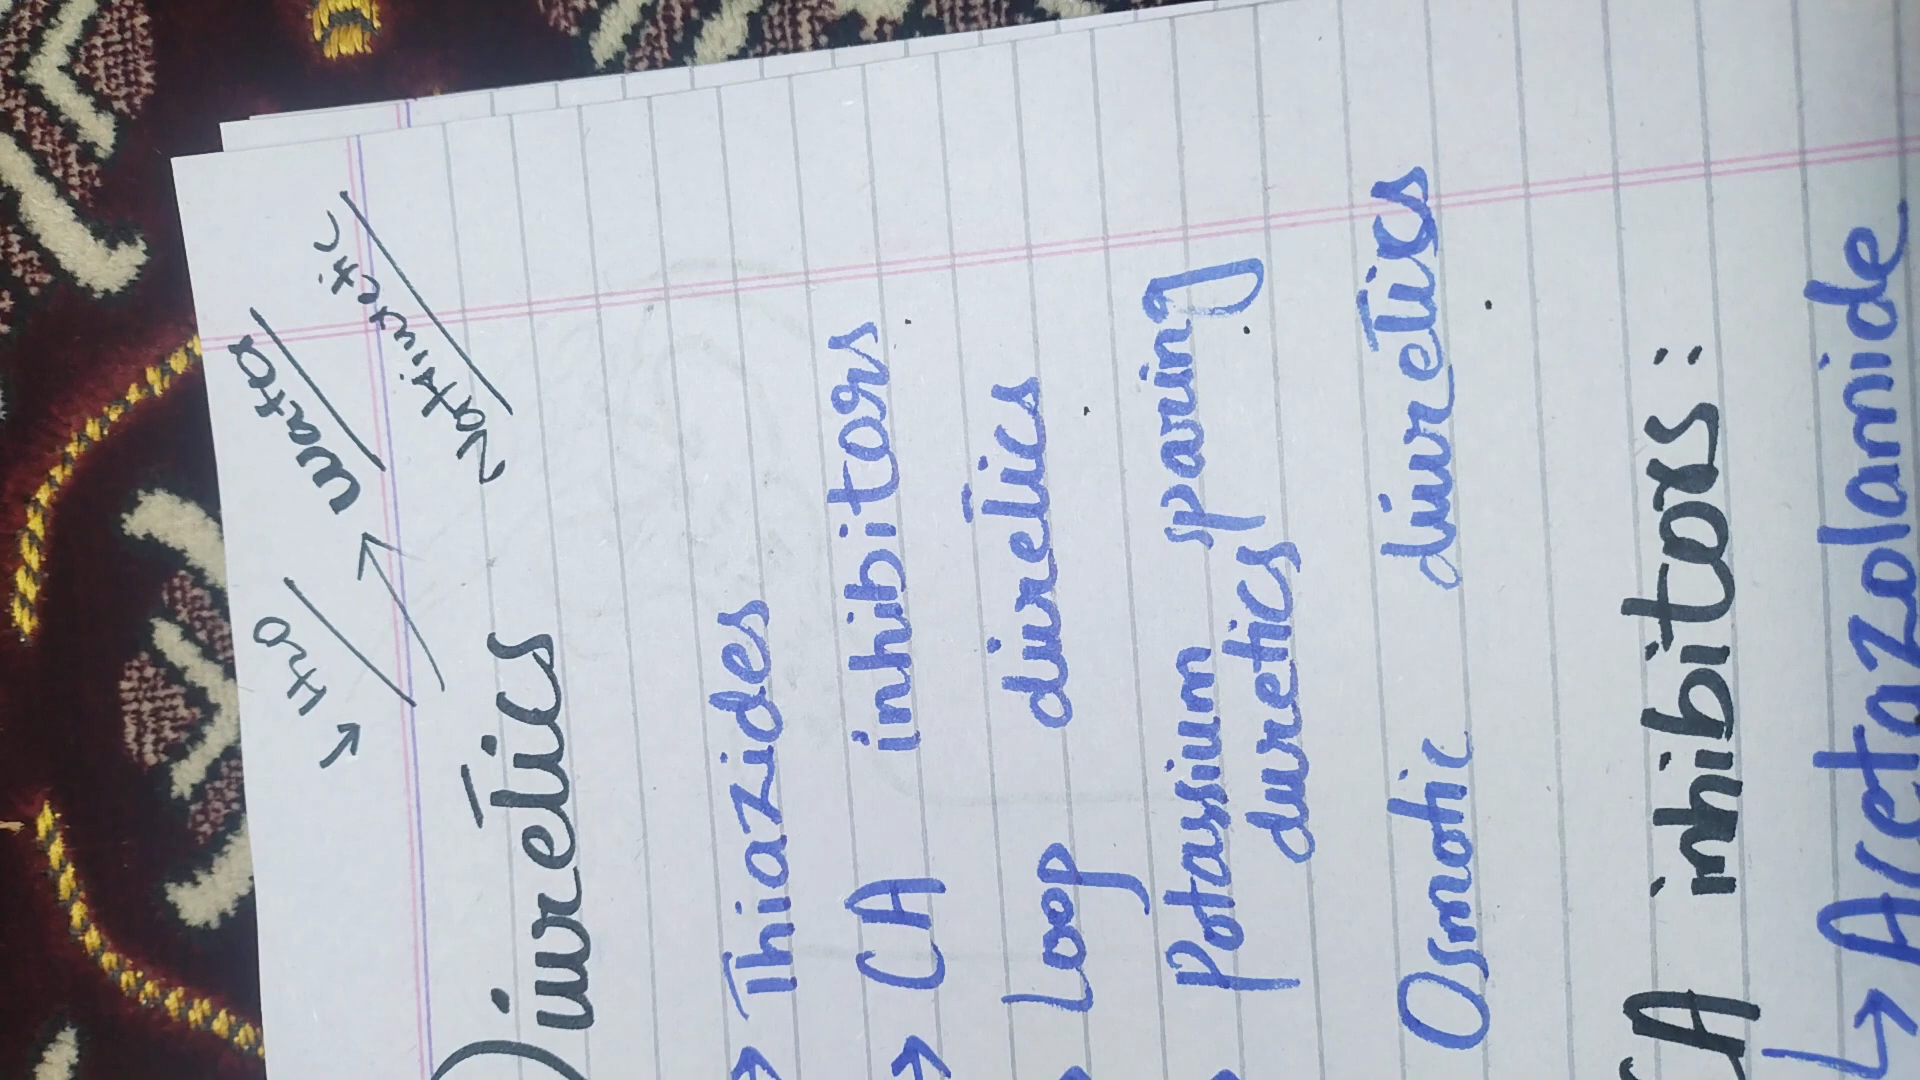 → H2O
→ Water
Natriuretic
Diuretics
→ Thiazides
→ CA inhibitors
Loop diuretics
Potassium sparing
diuretics
Osmotic diuretics
CA inhibitors:
↳ Acetazolamide